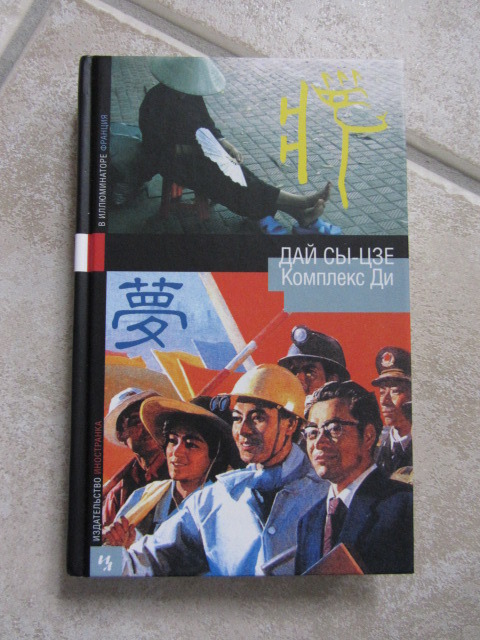 ДАЙ СЫ-ЦЗЕ
Комплекс Ди
夢
В ИЛЛЮМИНАТОРЕ ФРАНЦИЯ
ИЗДАТЕЛЬСТВО ИНОСТРАНКА